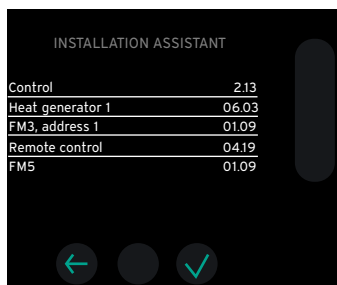 INSTALLATION ASSISTANT
Control 2.13
Heat generator 1 06.03
FM3, address 1 01.09
Remote control 04.19
FM5 01.09